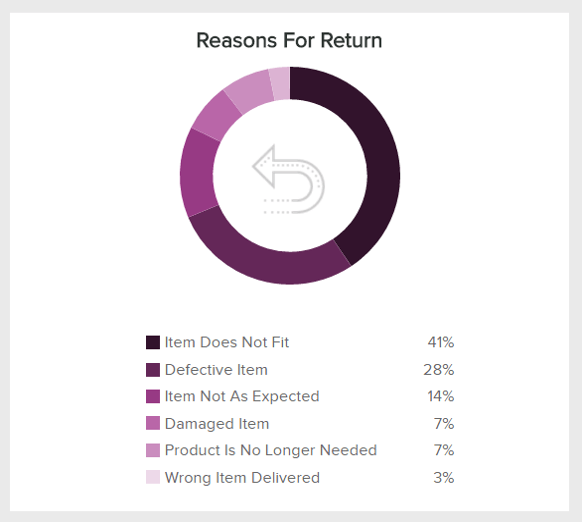 Reasons For Return
Item Does Not Fit 41%
Defective Item 28%
Item Not As Expected 14%
Damaged Item 7%
Product Is No Longer Needed 7%
Wrong Item Delivered 3%